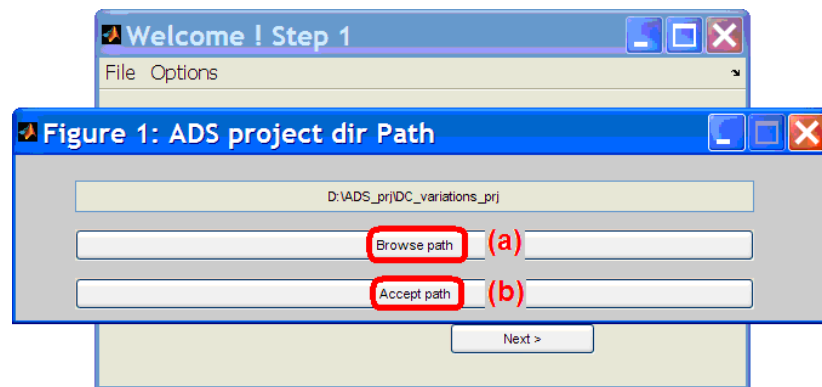 Welcome ! Step 1
File Options
Figure 1: ADS project dir Path
D:\ADS_prj\DC_variations_prj
Browse path (a)
Accept path (b)
Next >